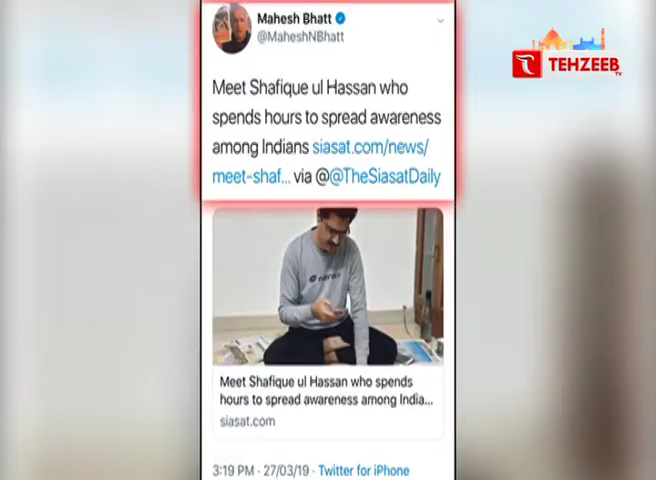 Mahesh Bhatt
@MaheshNBhatt
TEHZEEB
TV
Meet Shafique ul Hassan who
spends hours to spread awareness
among Indians siasat.com/news/
meet-shaf... via @@TheSiasatDaily
Meet Shafique ul Hassan who spends
hours to spread awareness among India...
siasat.com
3:19 PM · 27/03/19 · Twitter for iPhone